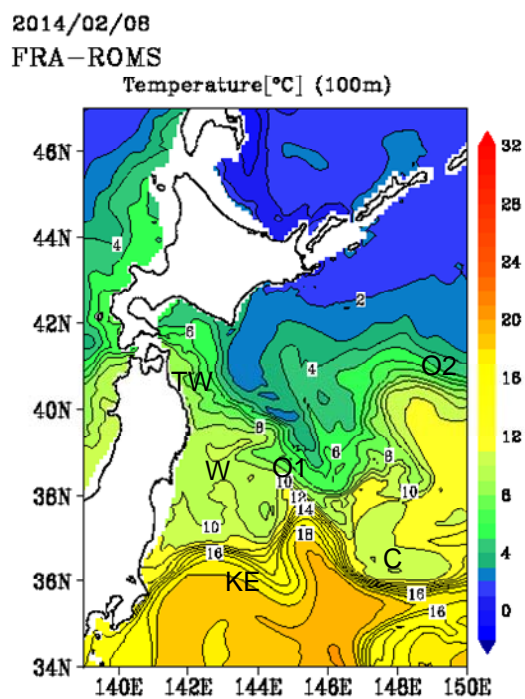 2014/02/08
FRA-ROMS
Temperature[°C] (100m)
46N
44N
4
2
42N
6
4
O2
TW
40N
8
6
8
W
O1
10
10
38N
12
14
10
18
16
C
36N
KE
16
16
34N
140E 142E 144E 146E 148E 150E
32
28
24
20
16
12
8
4
0